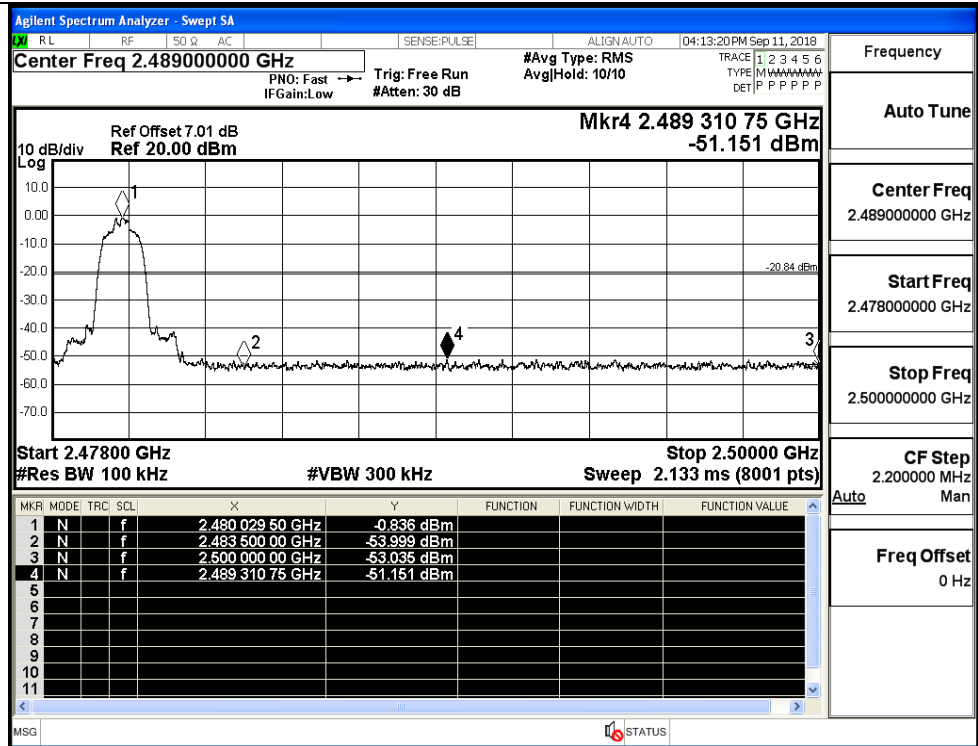 Agilent Spectrum Analyzer - Swept SA
LXI RL RF 50 Ω AC SENSE:PULSE ALIGN AUTO 04:13:20 PM Sep 11, 2018
Center Freq 2.489000000 GHz
PNO: Fast
IFGain:Low
Trig: Free Run
#Atten: 30 dB
#Avg Type: RMS
Avg|Hold: 10/10
TRACE 1 2 3 4 5 6
TYPE M W W W W W
DET P P P P P P
Mkr4 2.489 310 75 GHz
-51.151 dBm
Ref Offset 7.01 dB
10 dB/div Ref 20.00 dBm
Log
10.0
0.00
-10.0
-20.0
-30.0
-40.0
-50.0
-60.0
-70.0
1
2
4
3
-20.84 dBm
Start 2.47800 GHz Stop 2.50000 GHz
#Res BW 100 kHz #VBW 300 kHz Sweep 2.133 ms (8001 pts)
MKR MODE TRC SCL X Y FUNCTION FUNCTION WIDTH FUNCTION VALUE
1 N f 2.480 029 50 GHz -0.836 dBm
2 N f 2.483 500 00 GHz -53.999 dBm
3 N f 2.500 000 00 GHz -53.035 dBm
4 N f 2.489 310 75 GHz -51.151 dBm
5
6
7
8
9
10
11
MSG STATUS
Frequency
Auto Tune
Center Freq
2.489000000 GHz
Start Freq
2.478000000 GHz
Stop Freq
2.500000000 GHz
CF Step
2.200000 MHz
Auto Man
Freq Offset
0 Hz